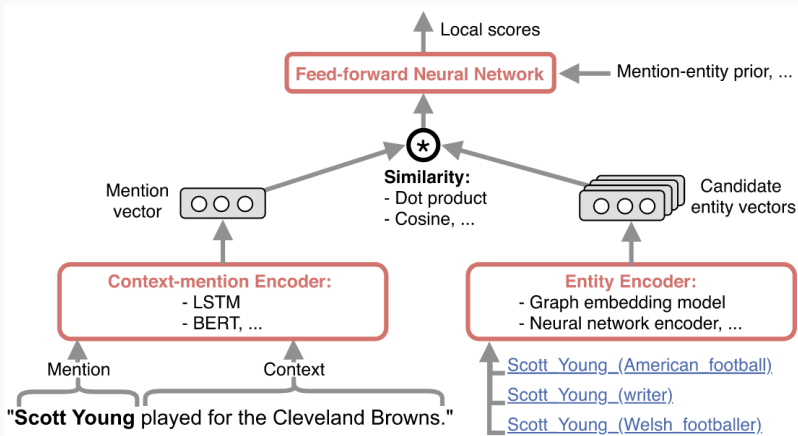 Local scores
Feed-forward Neural Network
Mention-entity prior, ...
*
Similarity:
- Dot product
- Cosine, ...
Mention
vector
Candidate
entity vectors
Context-mention Encoder:
- LSTM
- BERT, ...
Entity Encoder:
- Graph embedding model
- Neural network encoder, ...
Mention
Context
"Scott Young played for the Cleveland Browns."
Scott_Young_(American_football)
Scott_Young_(writer)
Scott_Young_(Welsh_footballer)